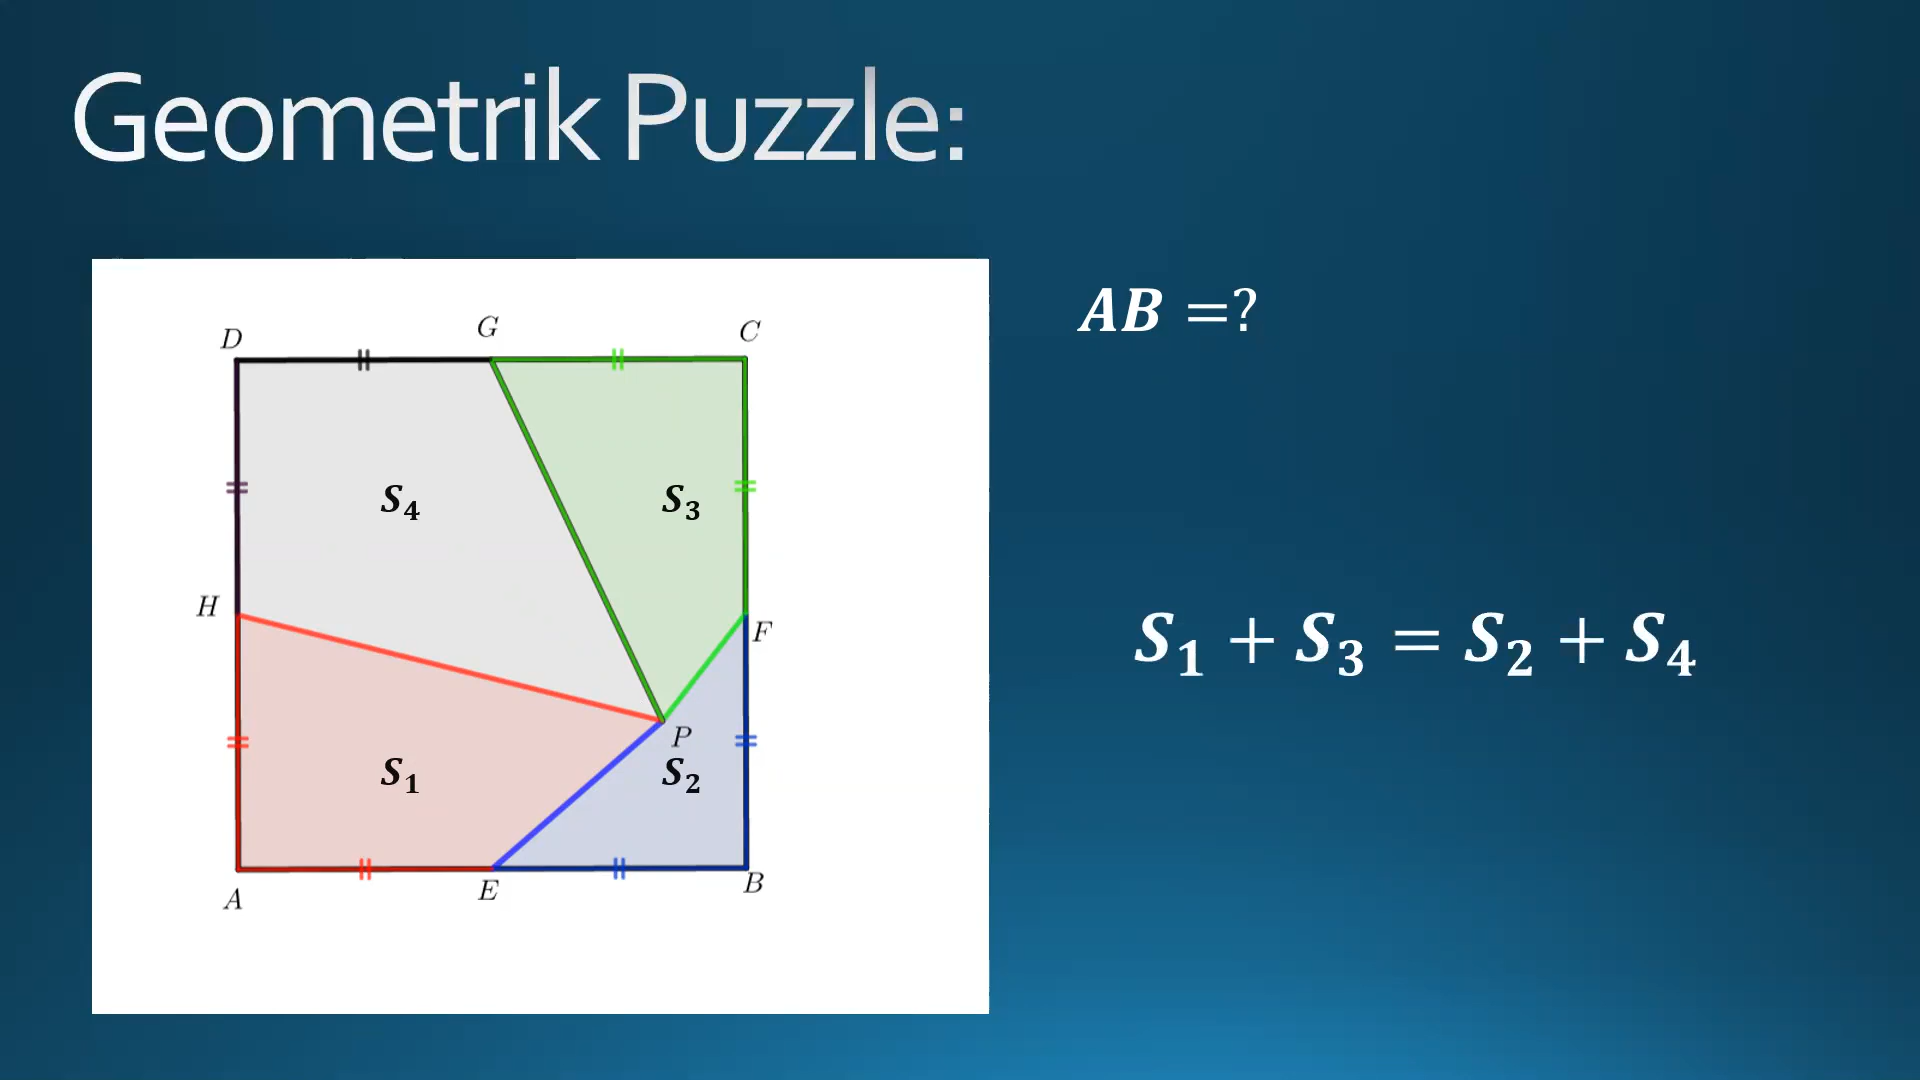 Geometrik Puzzle:
AB =?
D G C
S₄ S₃
H F
P
S₁ S₂
A E B
S₁ + S₃ = S₂ + S₄